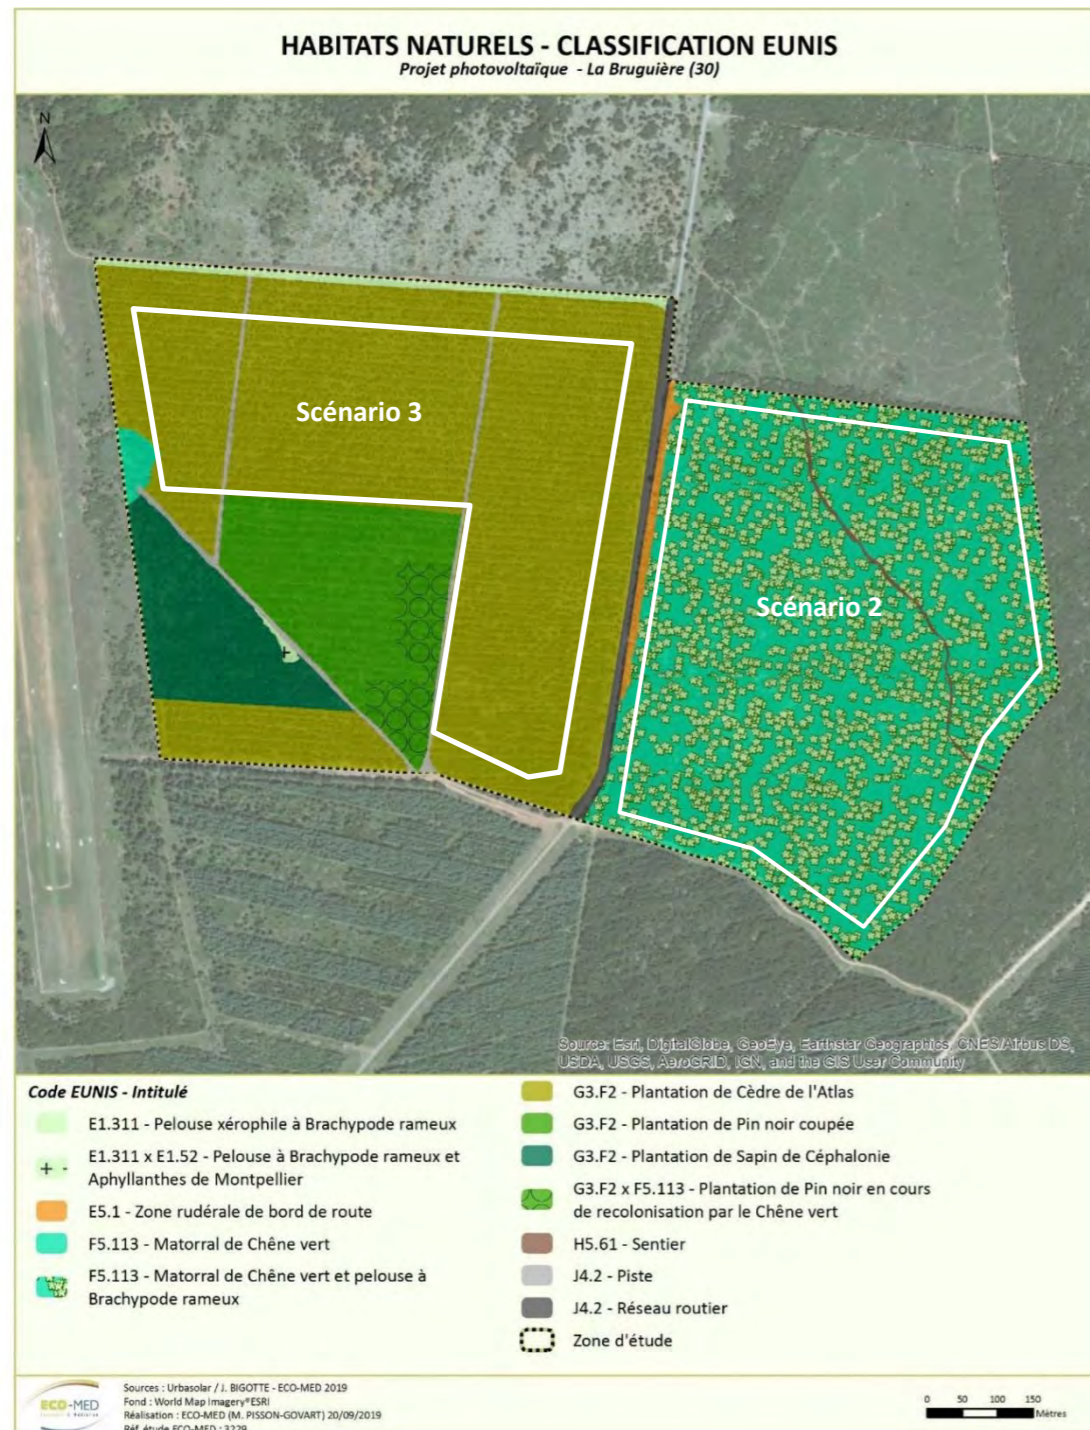 HABITATS NATURELS - CLASSIFICATION EUNIS
Projet photovoltaïque - La Bruguière (30)
N
Scénario 3
Scénario 2
Source: Esri, DigitalGlobe, GeoEye, Earthstar Geographics, CNES/Airbus DS,
USDA, USGS, AeroGRID, IGN, and the GIS User Community
Code EUNIS - Intitulé
E1.311 - Pelouse xérophile à Brachypode rameux
E1.311 x E1.52 - Pelouse à Brachypode rameux et
Aphyllanthes de Montpellier
E5.1 - Zone rudérale de bord de route
F5.113 - Matorral de Chêne vert
F5.113 - Matorral de Chêne vert et pelouse à
Brachypode rameux
G3.F2 - Plantation de Cèdre de l'Atlas
G3.F2 - Plantation de Pin noir coupée
G3.F2 - Plantation de Sapin de Céphalonie
G3.F2 x F5.113 - Plantation de Pin noir en cours
de recolonisation par le Chêne vert
H5.61 - Sentier
J4.2 - Piste
J4.2 - Réseau routier
Zone d'étude
ECO-MED
Sources : Urbasolar / J. BIGOTTE - ECO-MED 2019
Fond : World Map Imagery®ESRI
Réalisation : ECO-MED (M. PISSON-GOVART) 20/09/2019
Réf. étude ECO-MED : 3229
0 50 100 150
Mètres